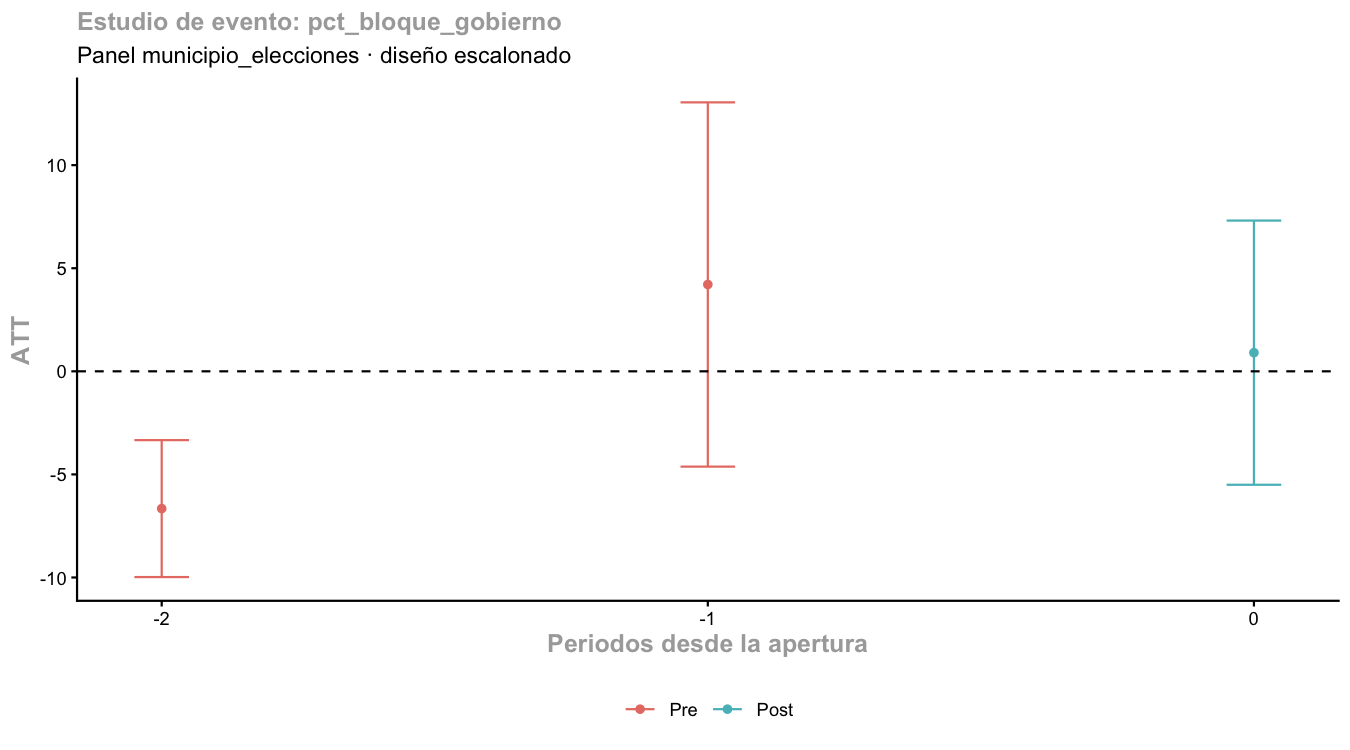 Estudio de evento: pct_bloque_gobierno
Panel municipio_elecciones · diseño escalonado
ATT
10
5
0
-5
-10
-2
-1
0
Periodos desde la apertura
Pre
Post